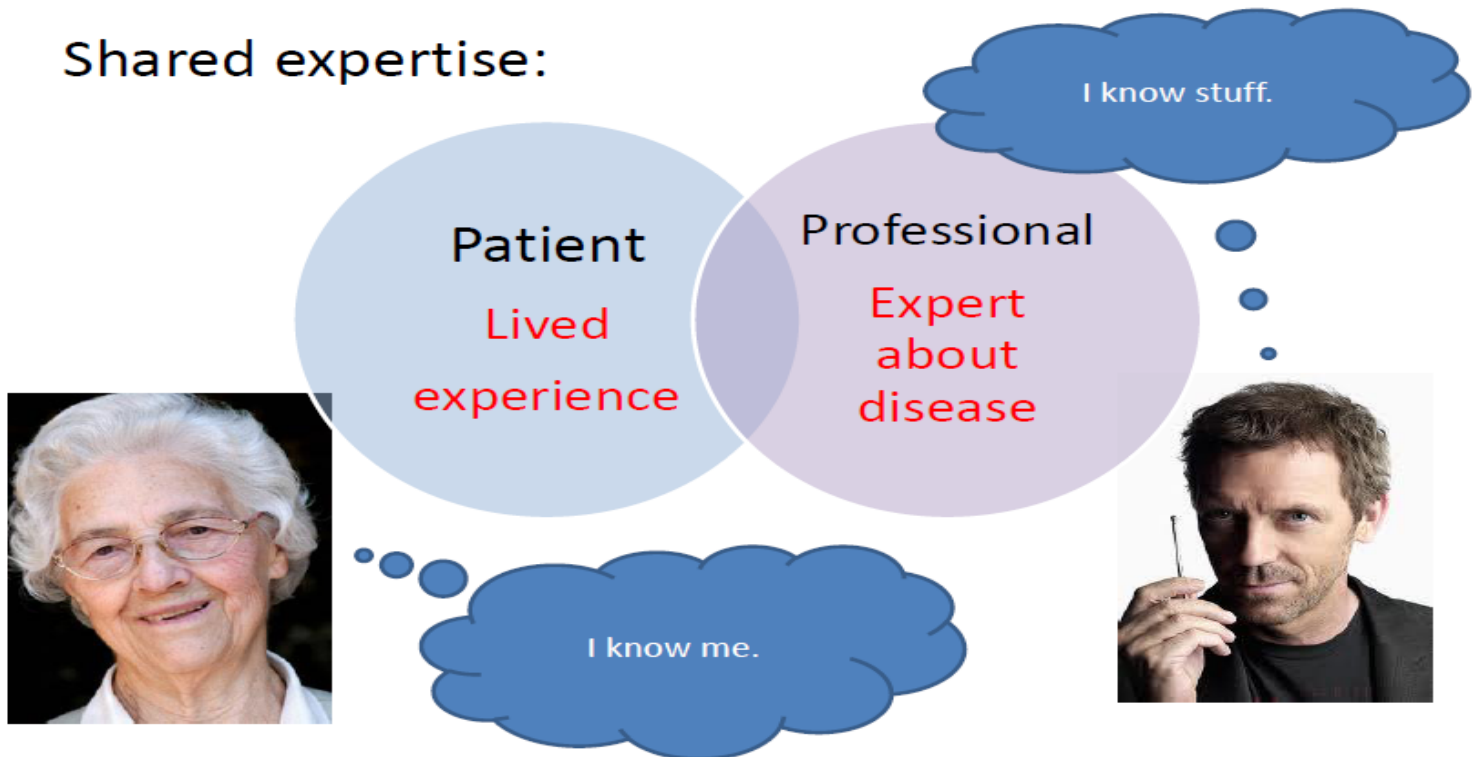 Shared expertise:
I know stuff.
Patient
Lived
experience
Professional
Expert
about
disease
I know me.